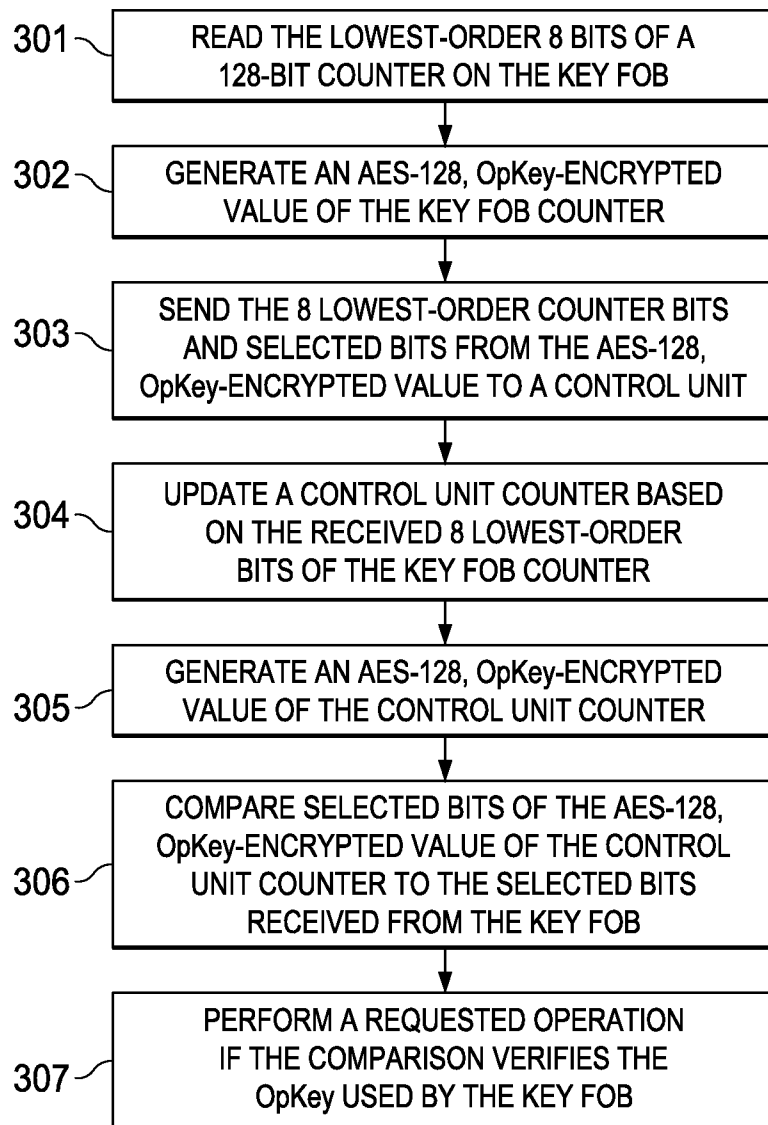 301
READ THE LOWEST-ORDER 8 BITS OF A
128-BIT COUNTER ON THE KEY FOB
302
GENERATE AN AES-128, OpKey-ENCRYPTED
VALUE OF THE KEY FOB COUNTER
303
SEND THE 8 LOWEST-ORDER COUNTER BITS
AND SELECTED BITS FROM THE AES-128,
OpKey-ENCRYPTED VALUE TO A CONTROL UNIT
304
UPDATE A CONTROL UNIT COUNTER BASED
ON THE RECEIVED 8 LOWEST-ORDER
BITS OF THE KEY FOB COUNTER
305
GENERATE AN AES-128, OpKey-ENCRYPTED
VALUE OF THE CONTROL UNIT COUNTER
306
COMPARE SELECTED BITS OF THE AES-128,
OpKey-ENCRYPTED VALUE OF THE CONTROL
UNIT COUNTER TO THE SELECTED BITS
RECEIVED FROM THE KEY FOB
307
PERFORM A REQUESTED OPERATION
IF THE COMPARISON VERIFIES THE
OpKey USED BY THE KEY FOB